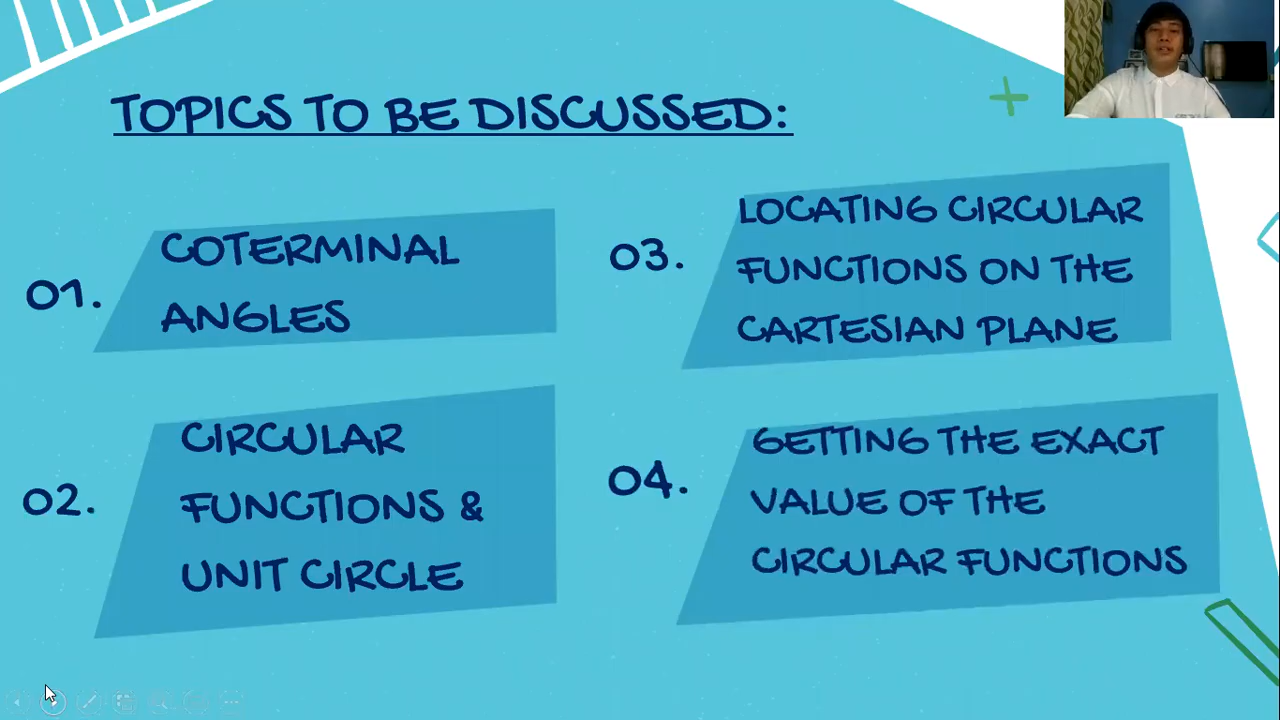 TOPICS TO BE DISCUSSED:
01.
COTERMINAL
ANGLES
02.
CIRCULAR
FUNCTIONS &
UNIT CIRCLE
03.
LOCATING CIRCULAR
FUNCTIONS ON THE
CARTESIAN PLANE
04.
GETTING THE EXACT
VALUE OF THE
CIRCULAR FUNCTIONS